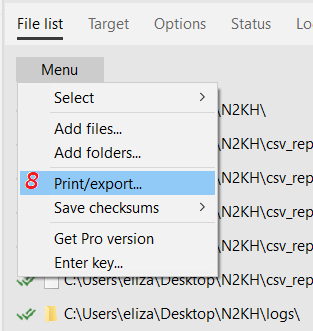 File list Target Options Status Lo
Menu
Select
\N2KH\
Add files...
Add folders...
\N2KH\csv_rep
\N2KH\csv_rep
8 Print/export...
\N2KH\csv_rep
Save checksums
\N2KH\csv_rep
Get Pro version
\N2KH\csv_rep
Enter key...
C:\Users\eliza\Desktop\N2KH\csv_rep
C:\Users\eliza\Desktop\N2KH\logs\